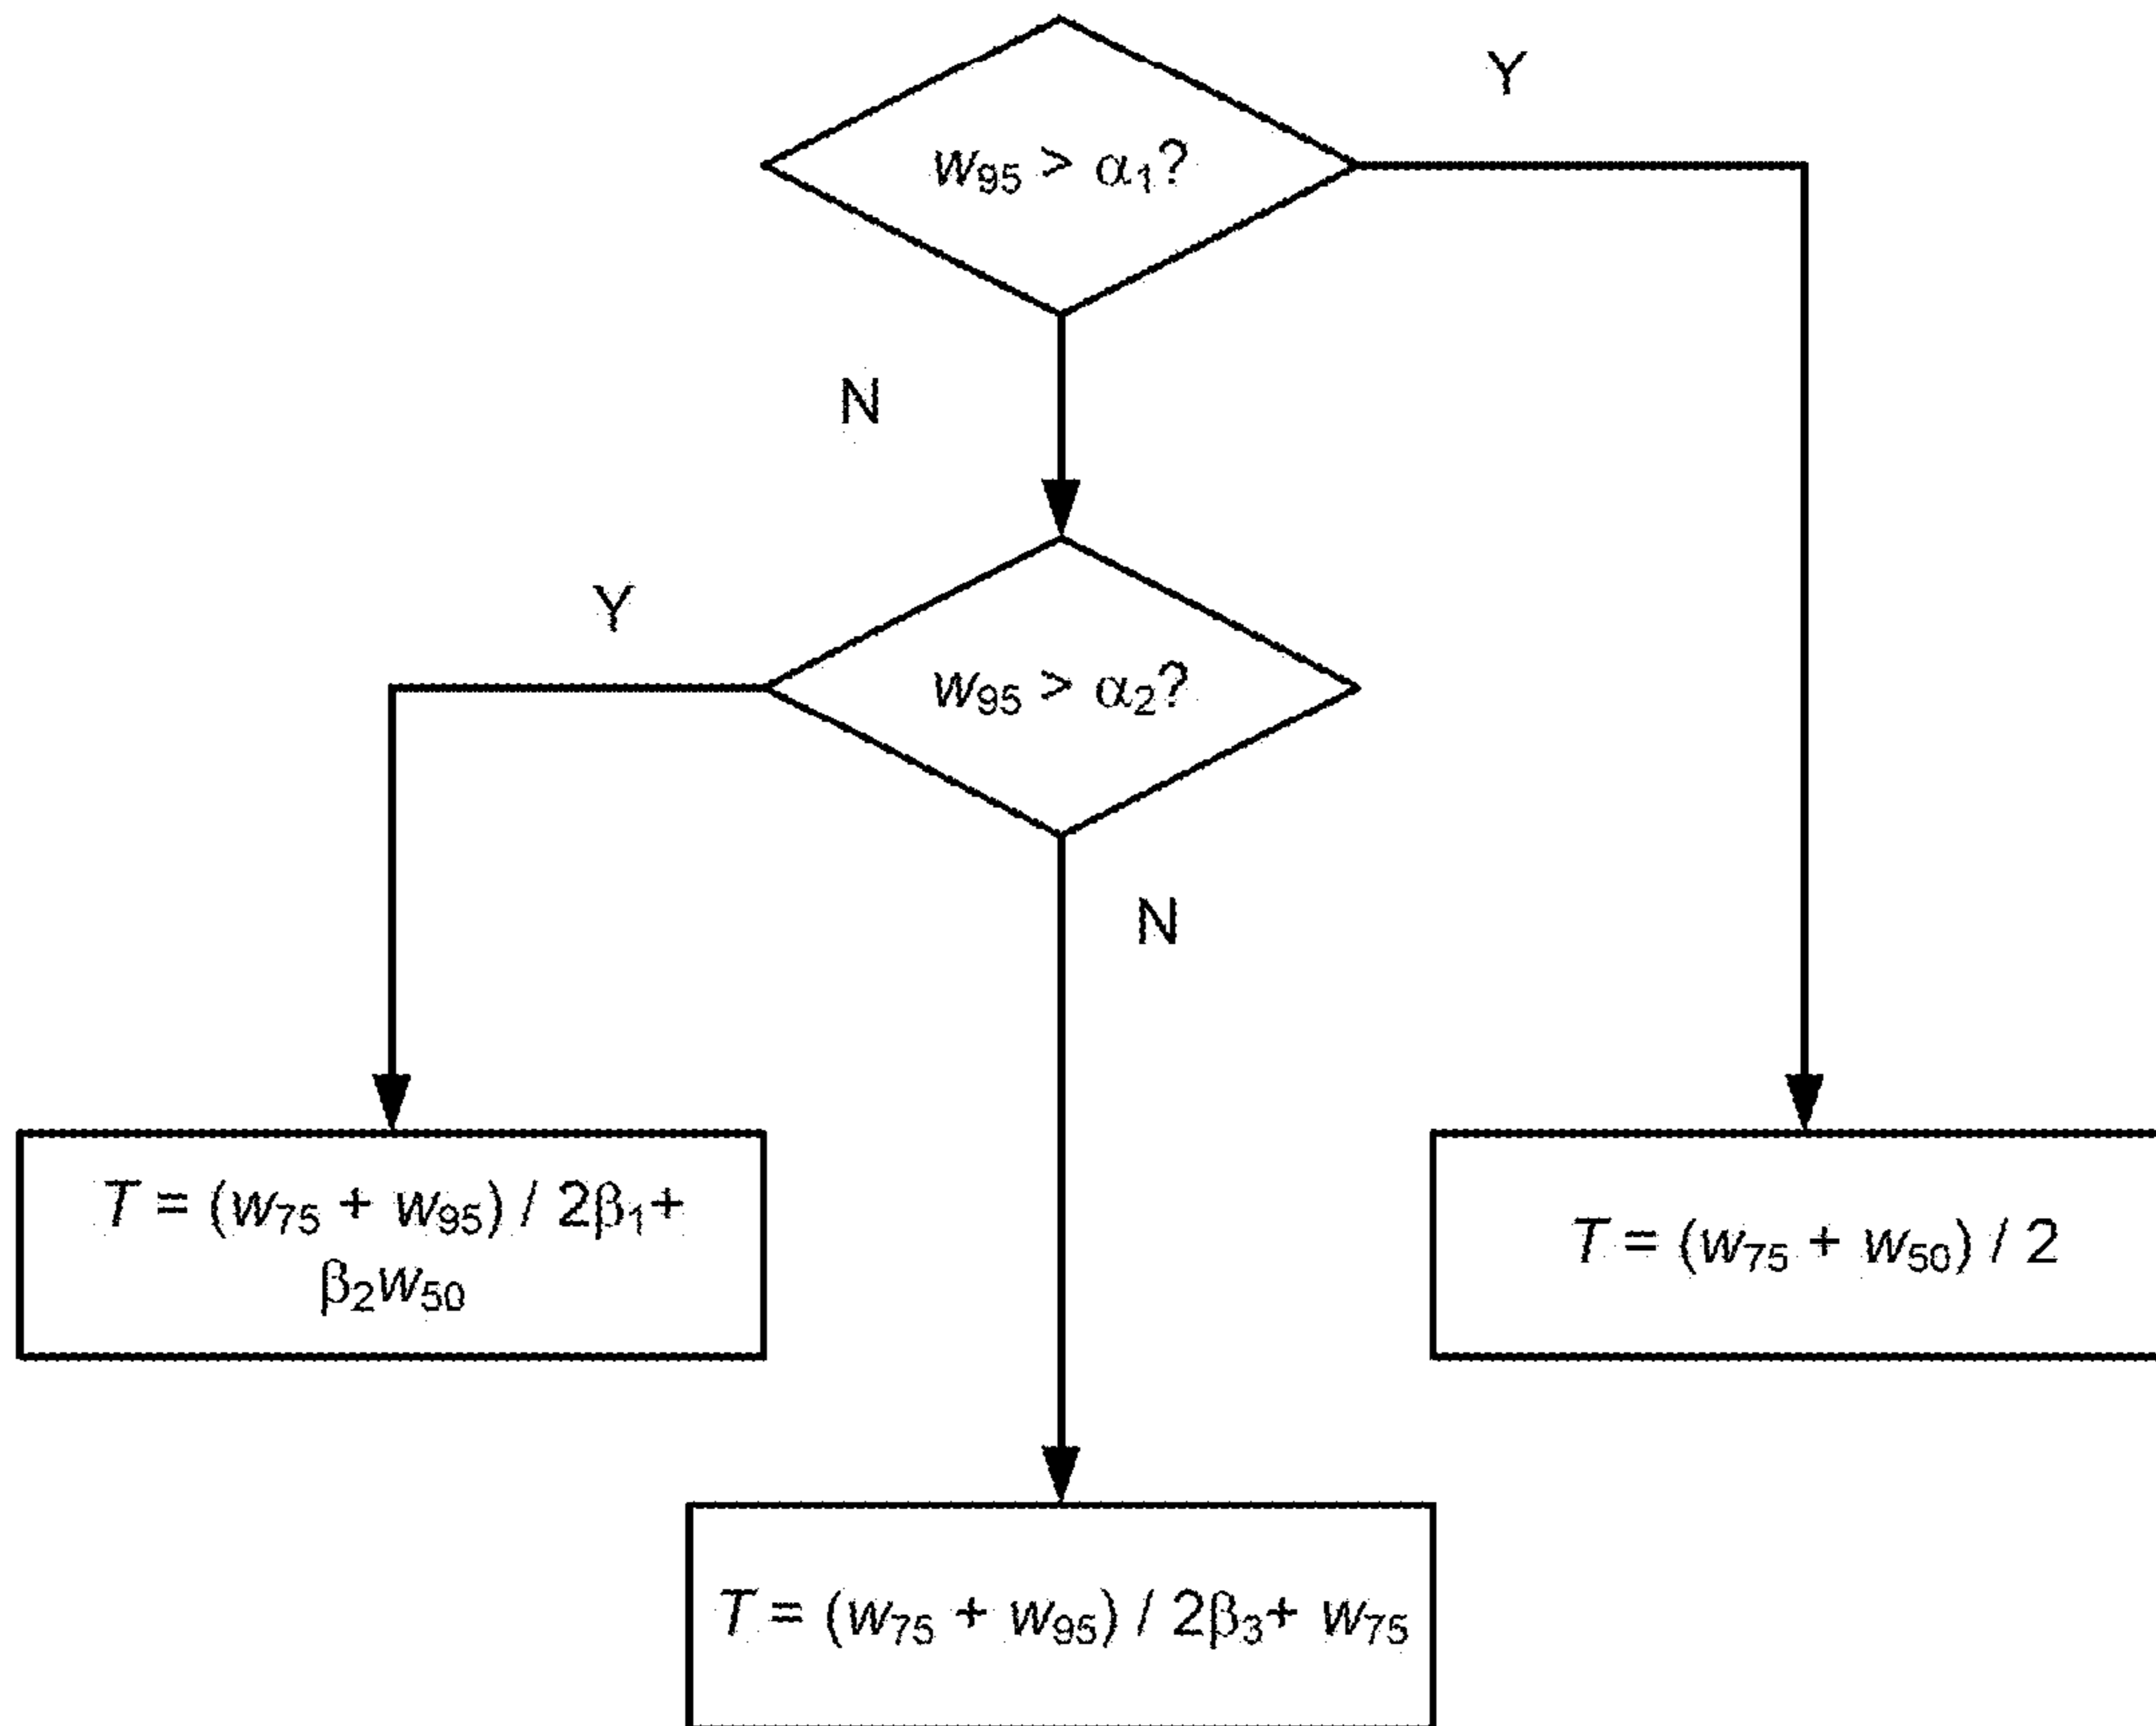 w₉₅ > α₁?
Y
N
w₉₅ > α₂?
Y
N
T = (w₇₅ + w₉₅) / 2β₁+
β₂w₅₀
T = (w₇₅ + w₅₀) / 2
T = (w₇₅ + w₉₅) / 2β₃+ w₇₅